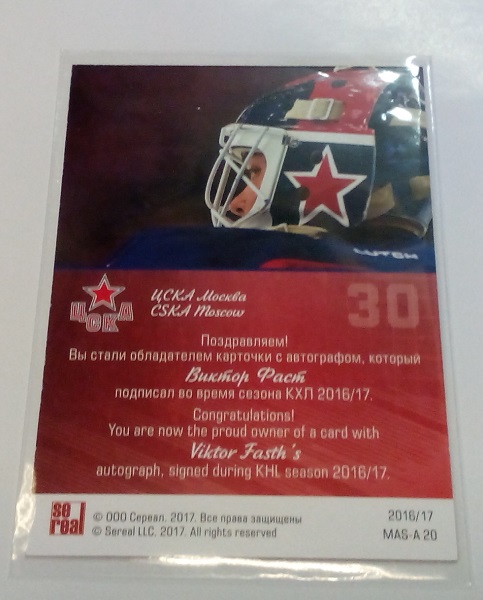 LUTCH
ЦСКА
ЦСКА Москва
CSKA Moscow
30
Поздравляем!
Вы стали обладателем карточки с автографом, который
Виктор Фаст
подписал во время сезона КХЛ 2016/17.
Congratulations!
You are now the proud owner of a card with
Viktor Fasth's
autograph, signed during KHL season 2016/17.
se
real
© ООО Сереал. 2017. Все права защищены
© Sereal LLC. 2017. All rights reserved
2016/17
MAS-A 20